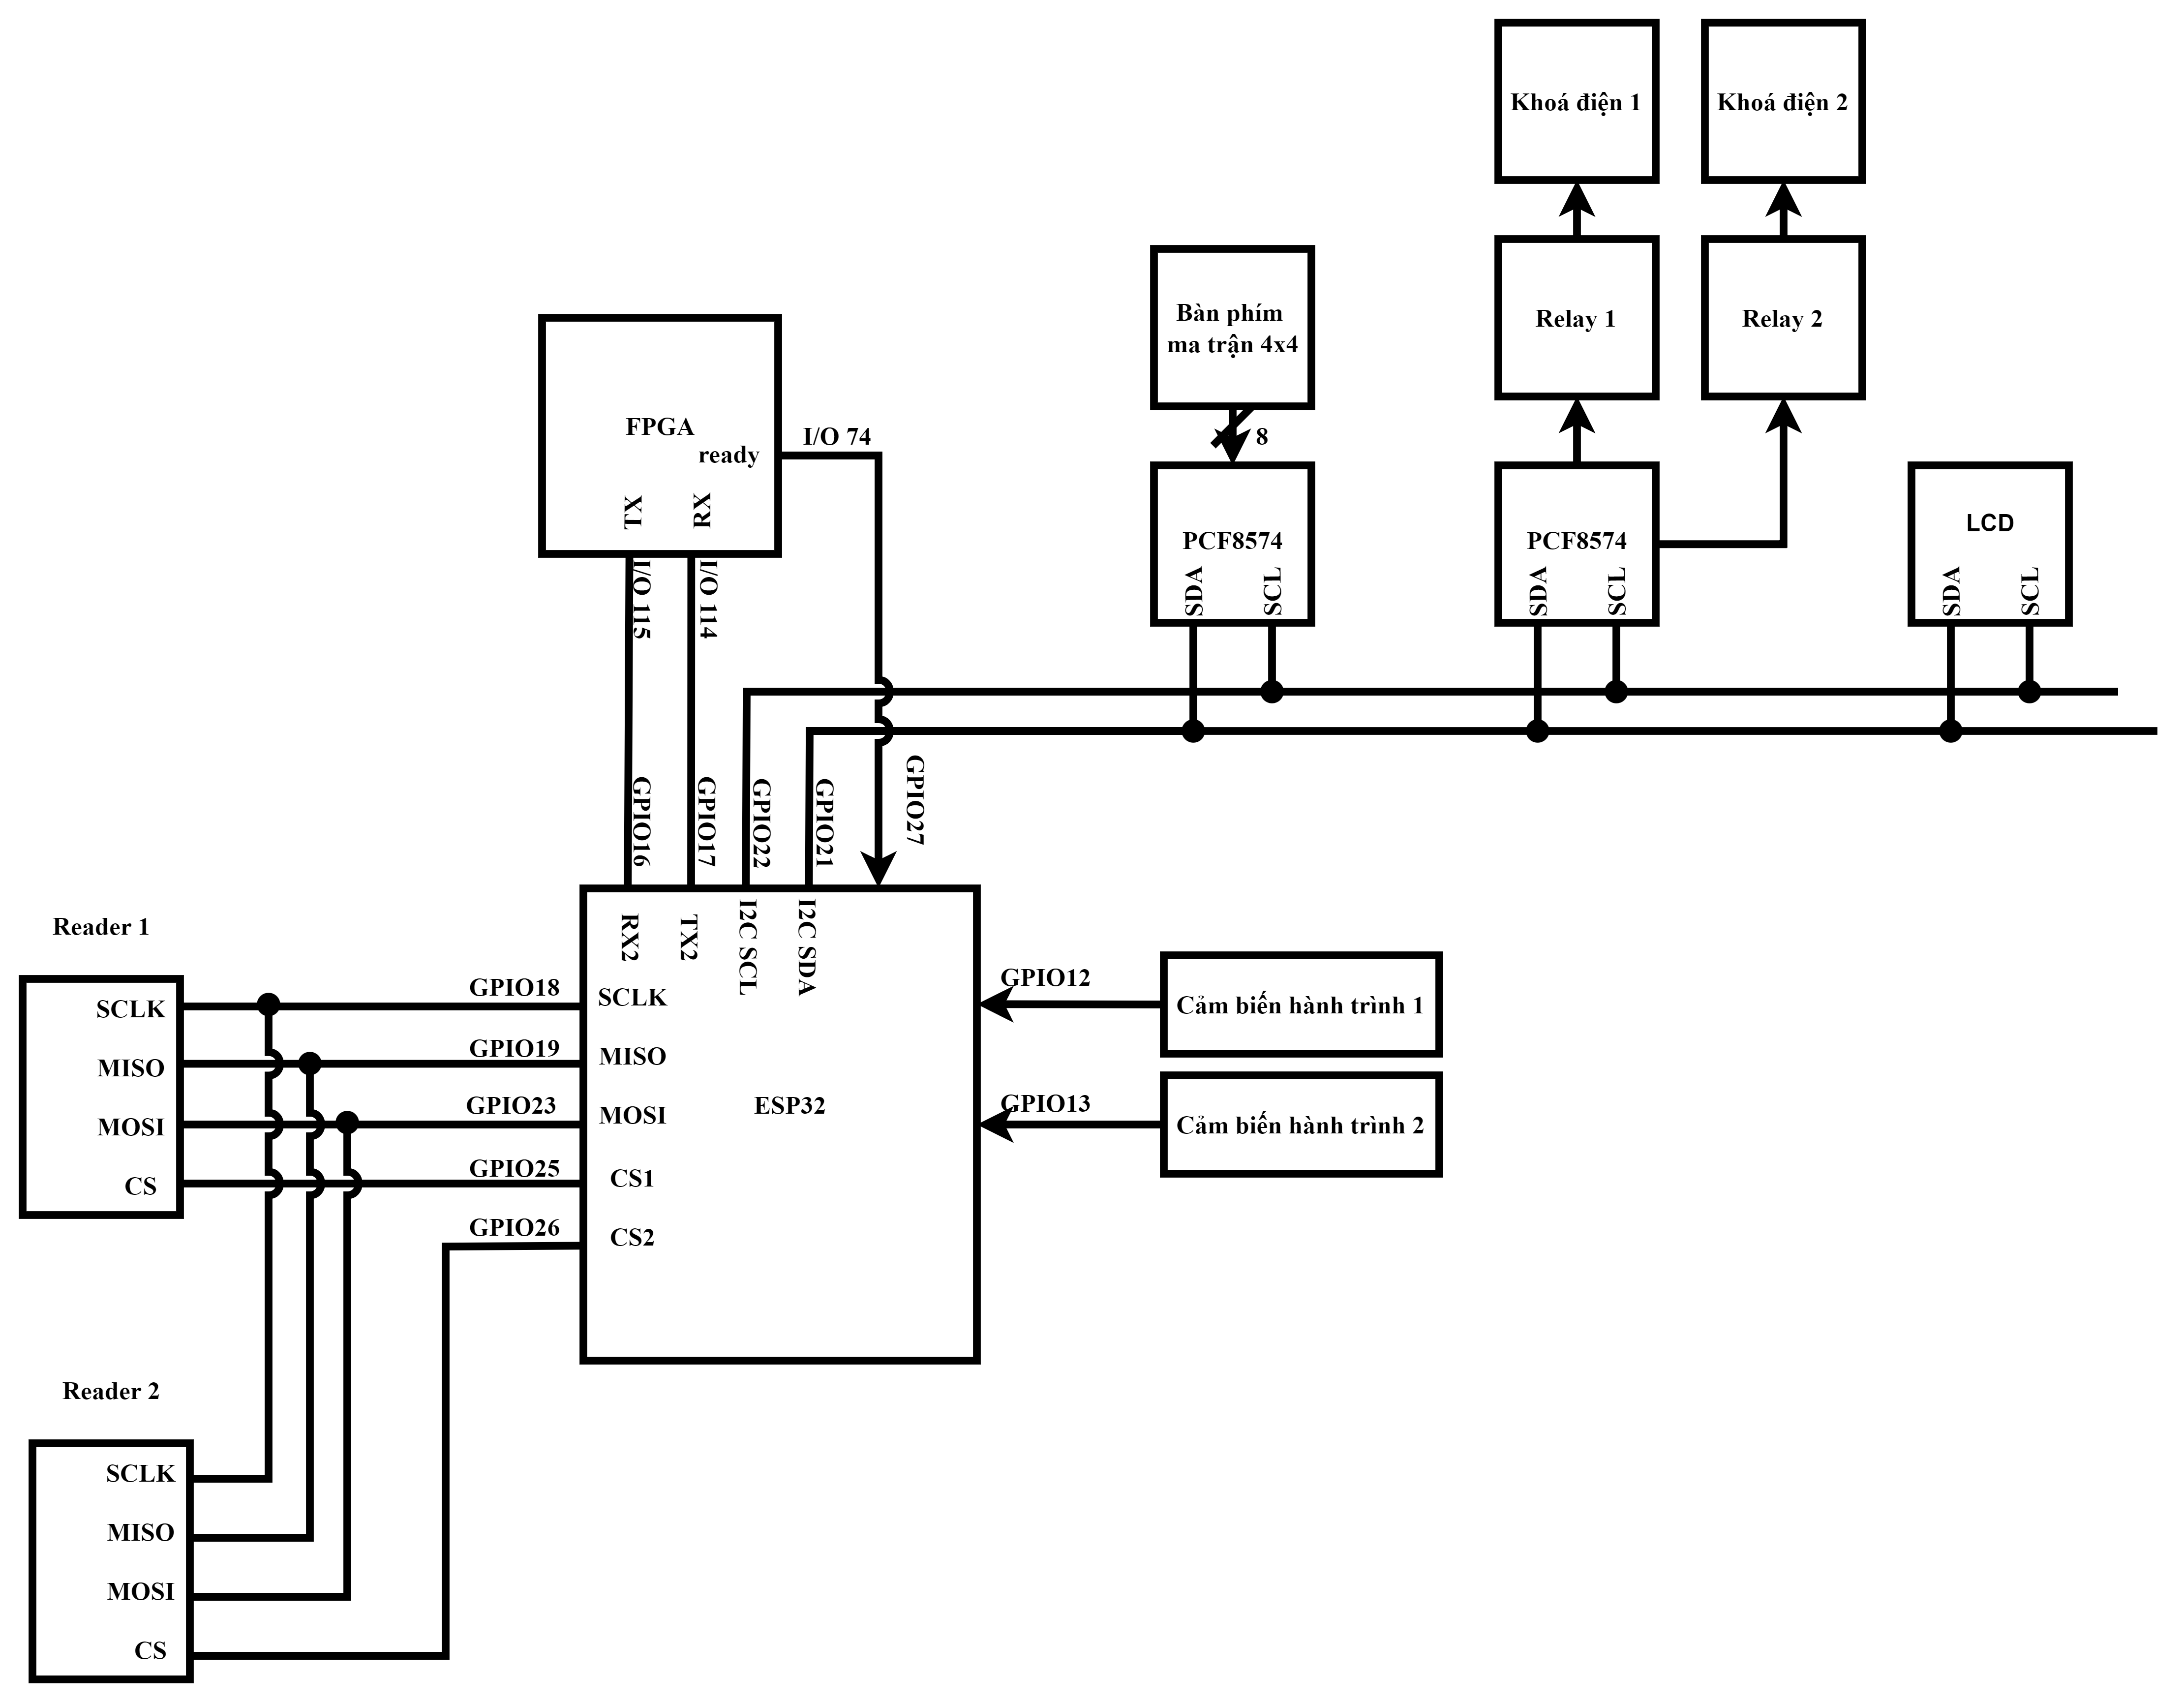 Khoá điện 1
Khoá điện 2
Bàn phím
ma trận 4x4
Relay 1
Relay 2
FPGA
ready
TX
RX
I/O 74
8
PCF8574
SDA
SCL
PCF8574
SDA
SCL
LCD
SDA
SCL
I/O 115
I/O 114
GPIO16
GPIO17
GPIO22
GPIO21
GPIO27
Reader 1
SCLK
MISO
MOSI
CS
GPIO18
GPIO19
GPIO23
GPIO25
GPIO26
RX2
TX2
I2C SCL
I2C SDA
SCLK
MISO
MOSI
CS1
CS2
ESP32
GPIO12
Cảm biến hành trình 1
GPIO13
Cảm biến hành trình 2
Reader 2
SCLK
MISO
MOSI
CS